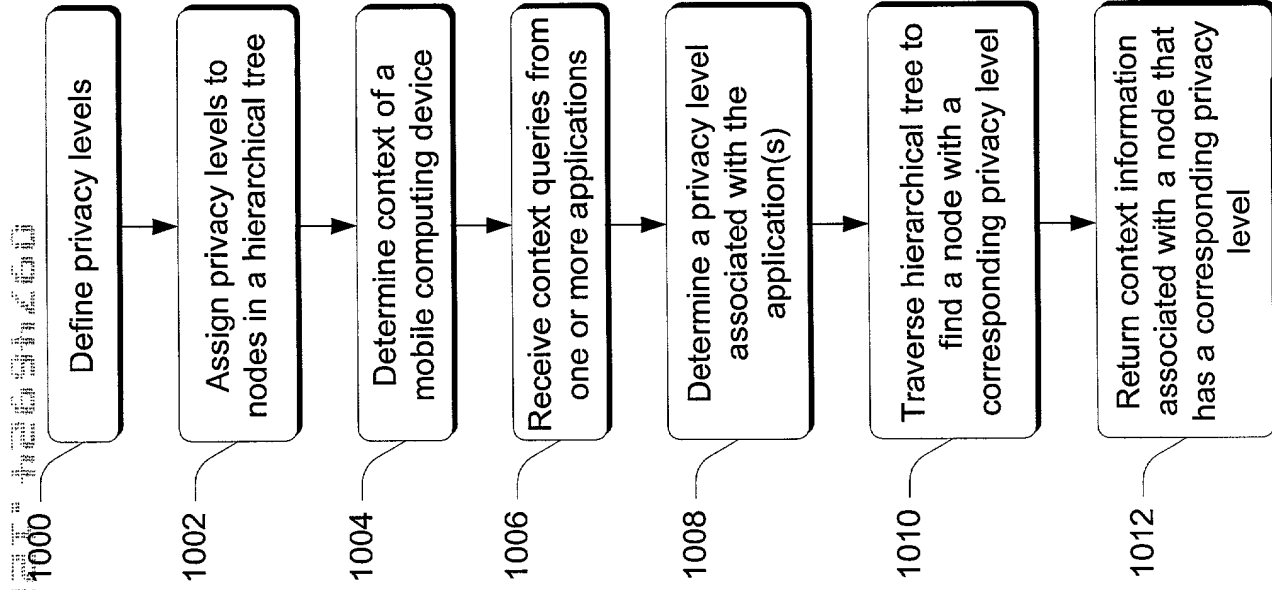 1000
Define privacy levels
1002
Assign privacy levels to
nodes in a hierarchical tree
1004
Determine context of a
mobile computing device
1006
Receive context queries from
one or more applications
1008
Determine a privacy level
associated with the
application(s)
1010
Traverse hierarchical tree to
find a node with a
corresponding privacy level
1012
Return context information
associated with a node that
has a corresponding privacy
level